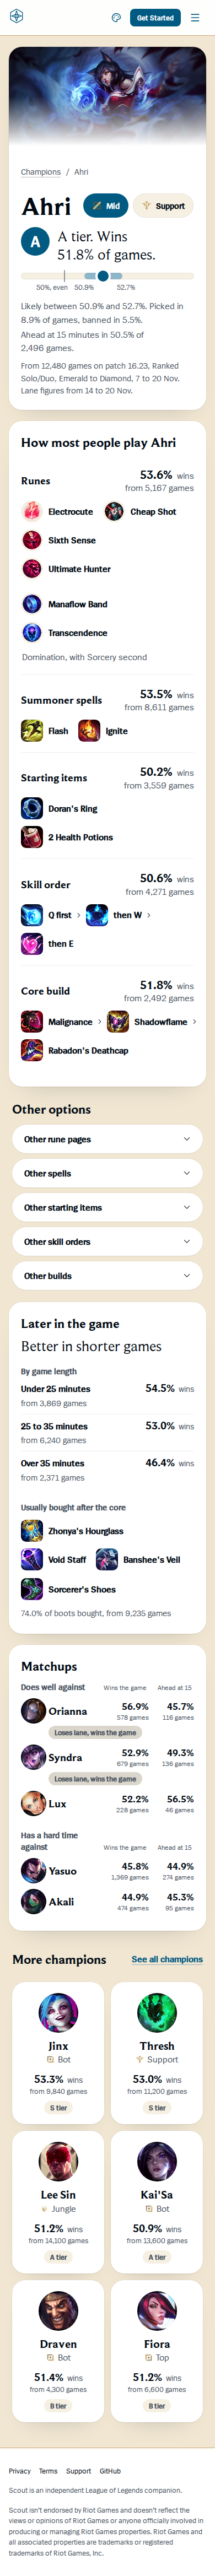 Get Started
Champions / Ahri
Ahri
Mid
Support
A
A tier. Wins
51.8% of games.
50%, even 50.9% 52.7%
Likely between 50.9% and 52.7%. Picked in
8.9% of games, banned in 5.5%.
Ahead at 15 minutes in 50.5% of
2,496 games.
From 12,480 games on patch 16.23, Ranked
Solo/Duo, Emerald to Diamond, 7 to 20 Nov.
Lane figures from 14 to 20 Nov.
How most people play Ahri
Runes
53.6% wins
from 5,167 games
Electrocute
Cheap Shot
Sixth Sense
Ultimate Hunter
Manaflow Band
Transcendence
Domination, with Sorcery second
Summoner spells
53.5% wins
from 8,611 games
Flash
Ignite
Starting items
50.2% wins
from 3,559 games
Doran's Ring
2 Health Potions
Skill order
50.6% wins
from 4,271 games
Q first
then W
then E
Core build
51.8% wins
from 2,492 games
Malignance
Shadowflame
Rabadon's Deathcap
Other options
Other rune pages
Other spells
Other starting items
Other skill orders
Other builds
Later in the game
Better in shorter games
By game length
Under 25 minutes
54.5% wins
from 3,869 games
25 to 35 minutes
53.0% wins
from 6,240 games
Over 35 minutes
46.4% wins
from 2,371 games
Usually bought after the core
Zhonya's Hourglass
Void Staff
Banshee's Veil
Sorcerer's Shoes
74.0% of boots bought, from 9,235 games
Matchups
Does well against
Wins the game
Ahead at 15
Orianna
56.9%
45.7%
578 games
116 games
Loses lane, wins the game
Syndra
52.9%
49.3%
679 games
136 games
Loses lane, wins the game
Lux
52.2%
56.5%
228 games
46 games
Has a hard time
against
Wins the game
Ahead at 15
Yasuo
45.8%
44.9%
1,369 games
274 games
Akali
44.9%
45.3%
474 games
95 games
More champions
See all champions
Jinx
Bot
53.3% wins
from 9,840 games
S tier
Thresh
Support
53.0% wins
from 11,200 games
S tier
Lee Sin
Jungle
51.2% wins
from 14,100 games
A tier
Kai'Sa
Bot
50.9% wins
from 13,600 games
A tier
Draven
Bot
51.4% wins
from 4,300 games
B tier
Fiora
Top
51.2% wins
from 6,600 games
B tier
Privacy
Terms
Support
GitHub
Scout is an independent League of Legends companion.
Scout isn't endorsed by Riot Games and doesn't reflect the
views or opinions of Riot Games or anyone officially involved in
producing or managing Riot Games properties. Riot Games and
all associated properties are trademarks or registered
trademarks of Riot Games, Inc.